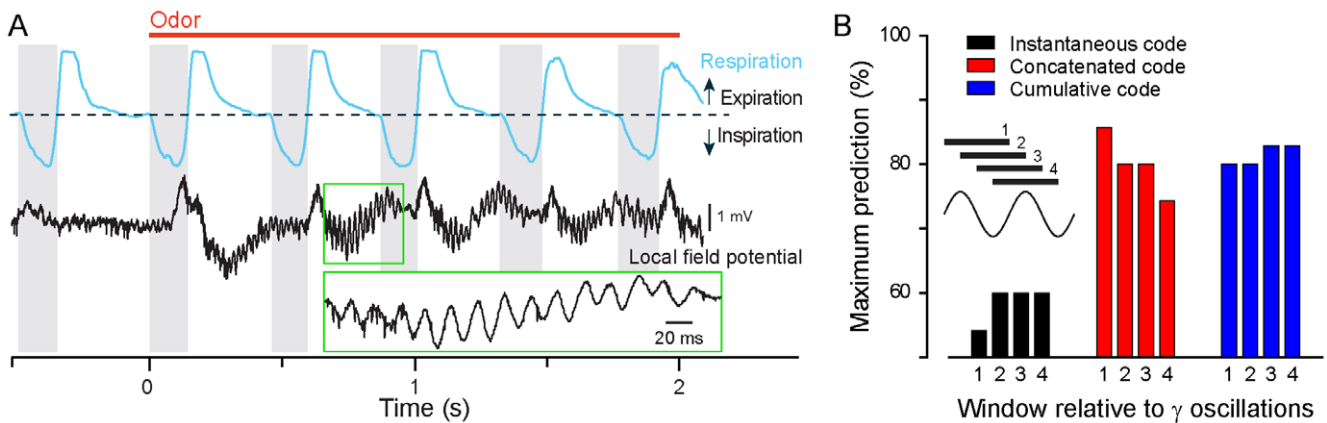 A
Odor
Respiration
Expiration
Inspiration
1 mV
Local field potential
20 ms
0
1
2
Time (s)
B
Maximum prediction (%)
100
80
60
Instantaneous code
Concatenated code
Cumulative code
1
2
3
4
1 2 3 4
1 2 3 4
1 2 3 4
Window relative to γ oscillations